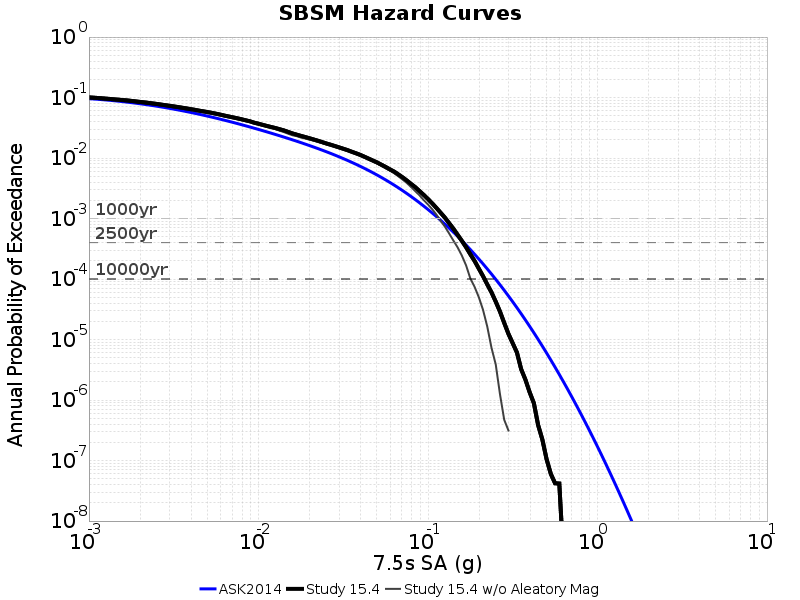 SBSM Hazard Curves
Annual Probability of Exceedance
10^0
10^-1
10^-2
10^-3
10^-4
10^-5
10^-6
10^-7
10^-8
1000yr
2500yr
10000yr
10^-3 10^-2 10^-1 10^0 10^1
7.5s SA (g)
ASK2014 Study 15.4 Study 15.4 w/o Aleatory Mag